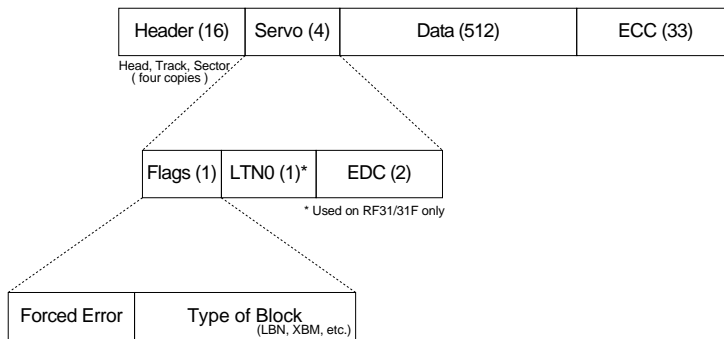 Header (16) Servo (4) Data (512) ECC (33)
Head, Track, Sector
( four copies )
Flags (1) LTN0 (1)* EDC (2)
* Used on RF31/31F only
Forced Error Type of Block
(LBN, XBM, etc.)